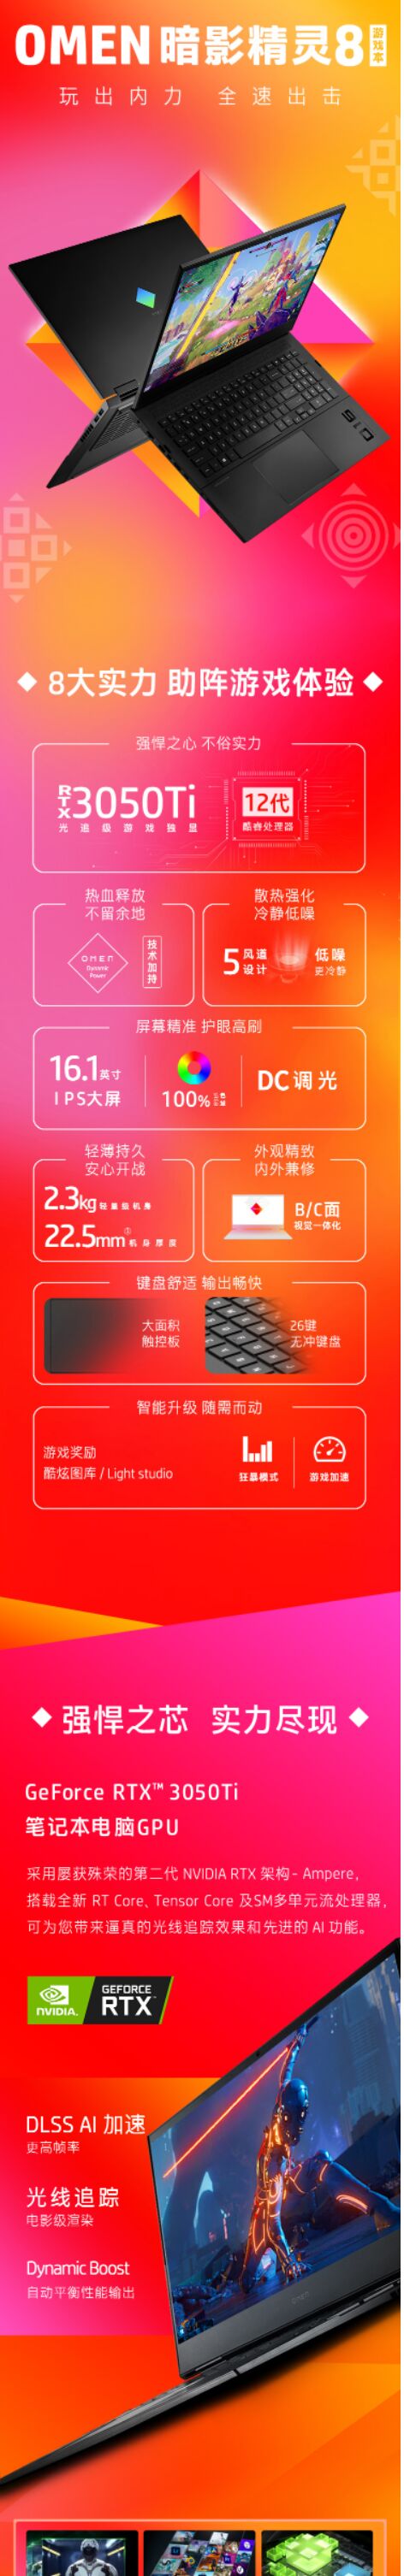 OMEN 暗影精灵8 游戏本
玩出内力 全速出击
8大实力 助阵游戏体验
强悍之心 不俗实力
RTX 3050Ti
光追级游戏独显
12代
酷睿处理器
热血释放
不留余地
OMEN
Dynamic
Power
技术加持
散热强化
冷静低噪
5 风道设计
低噪
更冷静
屏幕精准 护眼高刷
16.1英寸
IPS大屏
100%
DC调光
轻薄持久
安心开战
2.3kg 轻量级机身
22.5mm① 机身厚度
外观精致
内外兼修
B/C面
视觉一体化
键盘舒适 输出畅快
大面积
触控板
26键
无冲键盘
智能升级 随需而动
游戏奖励
酷炫图库 / Light studio
狂暴模式
游戏加速
强悍之芯 实力尽现
GeForce RTX™ 3050Ti
笔记本电脑GPU
采用屡获殊荣的第二代 NVIDIA RTX 架构- Ampere,
搭载全新 RT Core、Tensor Core 及SM多单元流处理器,
可为您带来逼真的光线追踪效果和先进的 AI 功能。
NVIDIA.
GEFORCE
RTX
DLSS AI 加速
更高帧率
光线追踪
电影级渲染
Dynamic Boost
自动平衡性能输出